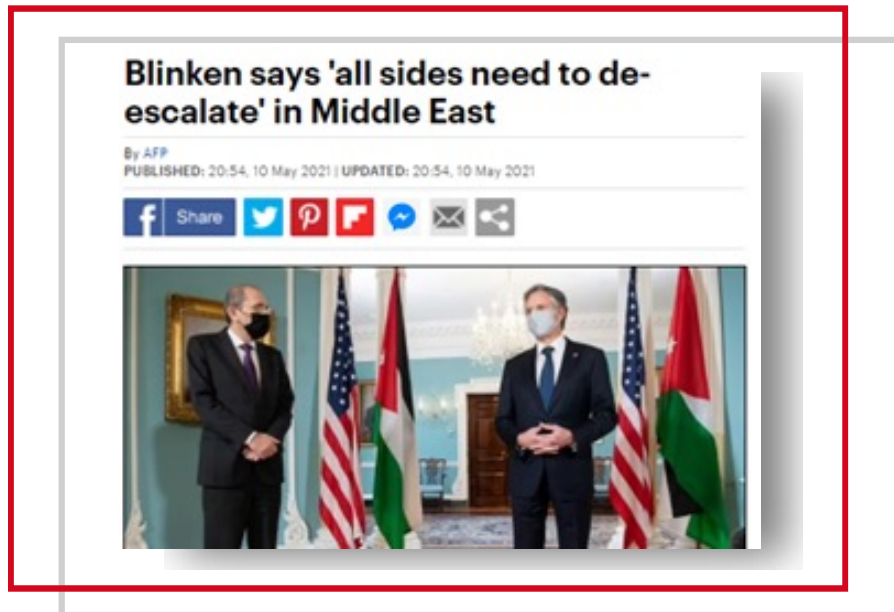 Blinken says 'all sides need to de-
escalate' in Middle East
By AFP
PUBLISHED: 20:54, 10 May 2021 | UPDATED: 20:54, 10 May 2021
Share